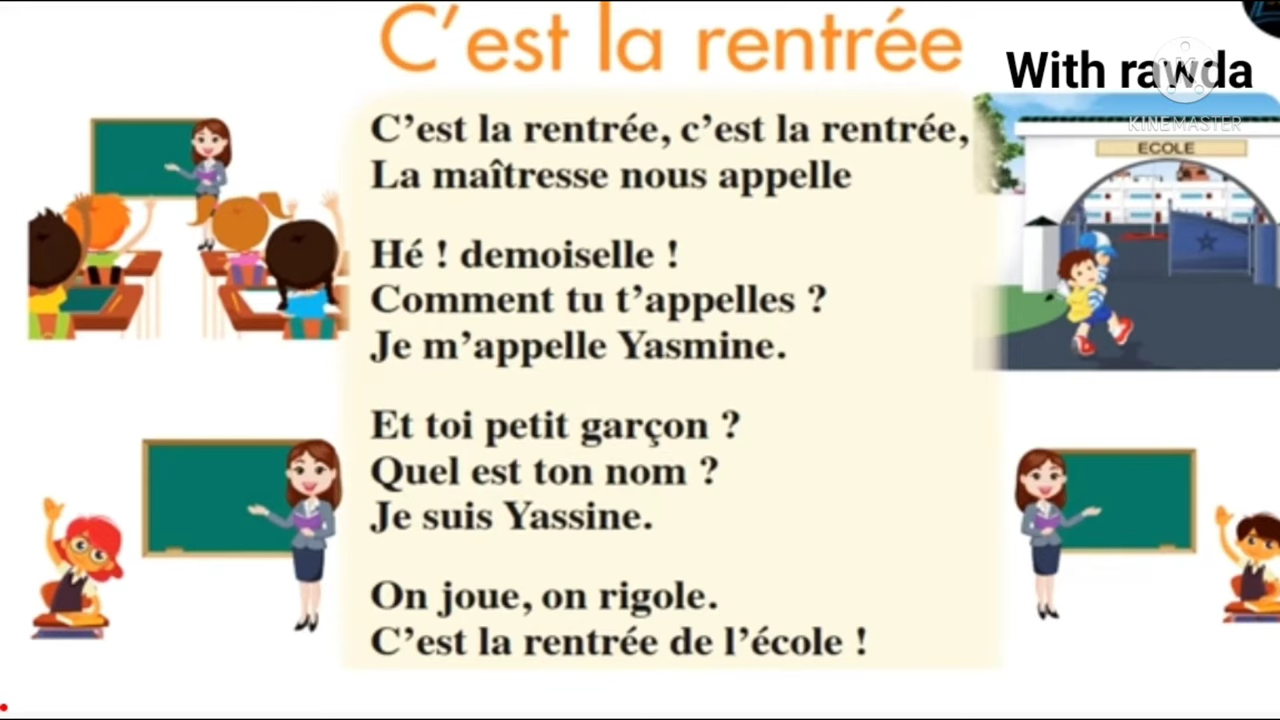 C'est la rentrée
With rawda
KINEMASTER
C'est la rentrée, c'est la rentrée,
La maîtresse nous appelle
ECOLE
Hé ! demoiselle !
Comment tu t'appelles ?
Je m'appelle Yasmine.
Et toi petit garçon ?
Quel est ton nom ?
Je suis Yassine.
On joue, on rigole.
C'est la rentrée de l'école !